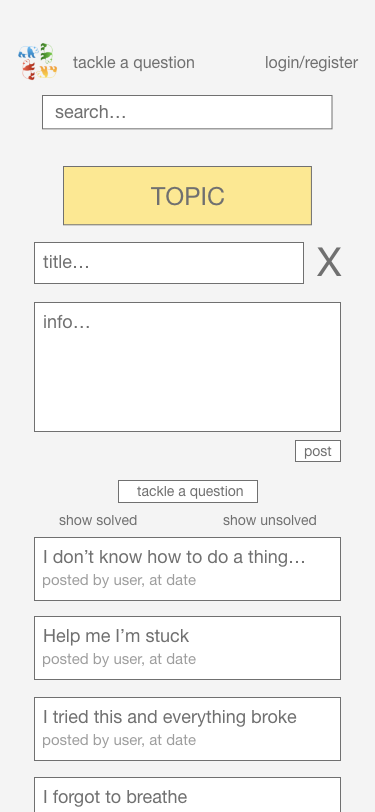 tackle a question login/register
search…
TOPIC
title… X
info…
post
tackle a question
show solved show unsolved
I don’t know how to do a thing…
posted by user, at date
Help me I’m stuck
posted by user, at date
I tried this and everything broke
posted by user, at date
I forgot to breathe